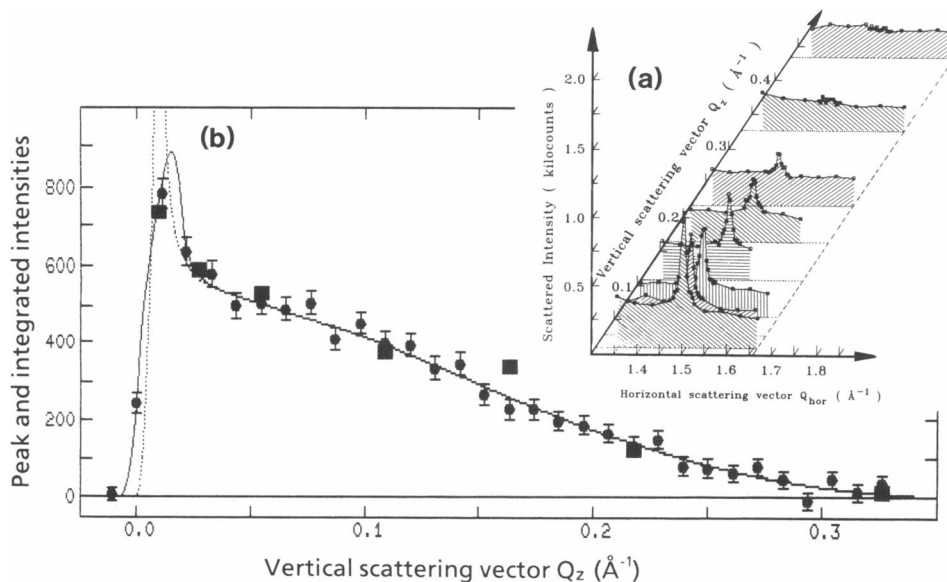 (a)
2.0
1.5
1.0
0.5
Scattered Intensity ( kilocounts )
Vertical scattering vector Qz ( Å⁻¹ )
0.1
0.2
0.3
0.4
1.4 1.5 1.6 1.7 1.8
Horizontal scattering vector Qhor ( Å⁻¹ )
(b)
Peak and integrated intensities
800
600
400
200
0
0.0 0.1 0.2 0.3
Vertical scattering vector Qz (Å⁻¹)